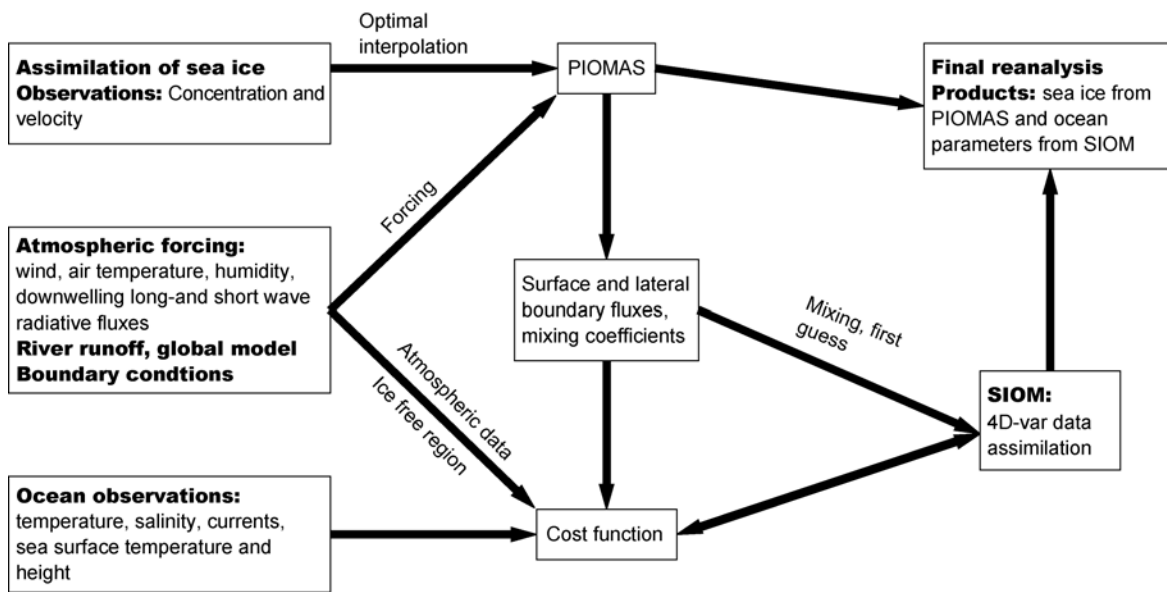 Optimal
interpolation
Assimilation of sea ice
Observations: Concentration and
velocity
PIOMAS
Final reanalysis
Products: sea ice from
PIOMAS and ocean
parameters from SIOM
Forcing
Atmospheric forcing:
wind, air temperature, humidity,
downwelling long-and short wave
radiative fluxes
River runoff, global model
Boundary condtions
Surface and lateral
boundary fluxes,
mixing coefficients
Mixing, first
guess
Atmospheric data
Ice free region
SIOM:
4D-var data
assimilation
Ocean observations:
temperature, salinity, currents,
sea surface temperature and
height
Cost function